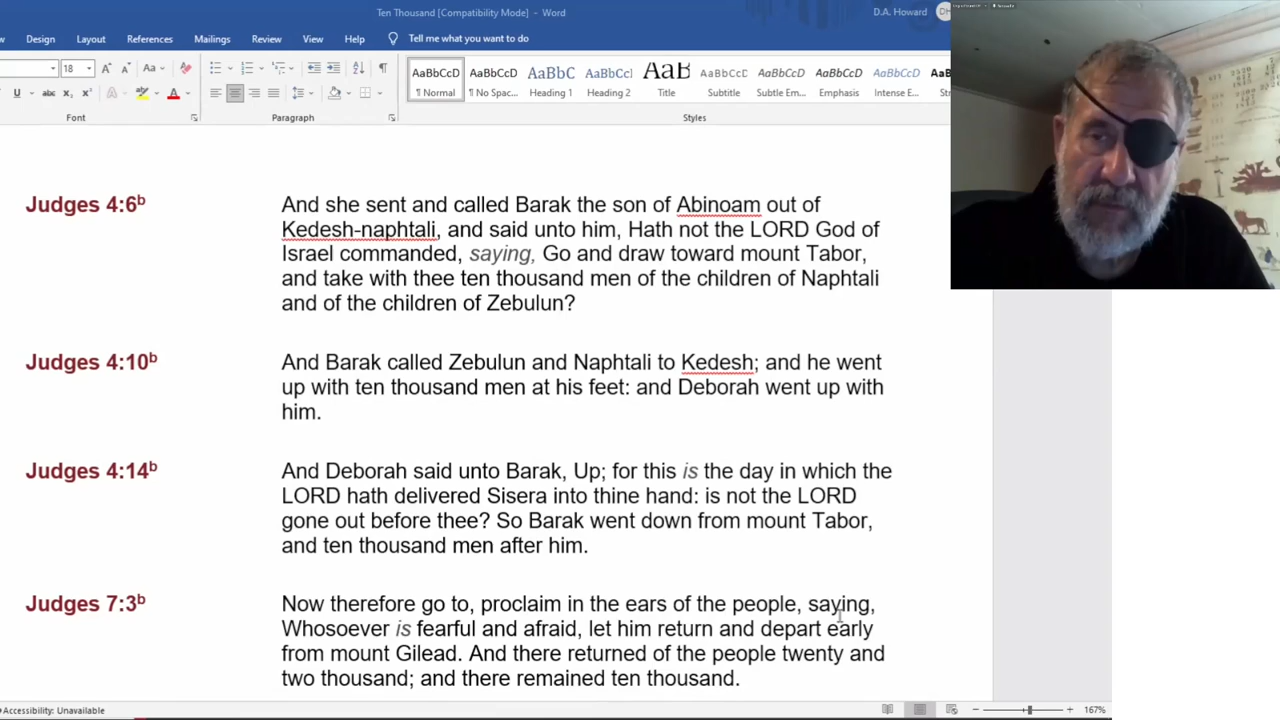 Ten Thousand [Compatibility Mode] - Word
D.A. Howard
DH
Design Layout References Mailings Review View Help Tell me what you want to do
18 Aa
AaBbCcD AaBbCcD AaBbC AaBbCcI AaB AaBbCcD AaBbCcD AaBbCcD AaBbCcD
¶ Normal ¶ No Spac... Heading 1 Heading 2 Title Subtitle Subtle Em... Emphasis Intense E...
Font Paragraph Styles
Judges 4:6b And she sent and called Barak the son of Abinoam out of
Kedesh-naphtali, and said unto him, Hath not the LORD God of
Israel commanded, saying, Go and draw toward mount Tabor,
and take with thee ten thousand men of the children of Naphtali
and of the children of Zebulun?
Judges 4:10b And Barak called Zebulun and Naphtali to Kedesh; and he went
up with ten thousand men at his feet: and Deborah went up with
him.
Judges 4:14b And Deborah said unto Barak, Up; for this is the day in which the
LORD hath delivered Sisera into thine hand: is not the LORD
gone out before thee? So Barak went down from mount Tabor,
and ten thousand men after him.
Judges 7:3b Now therefore go to, proclaim in the ears of the people, saying,
Whosoever is fearful and afraid, let him return and depart early
from mount Gilead. And there returned of the people twenty and
two thousand; and there remained ten thousand.
Accessibility: Unavailable
167%